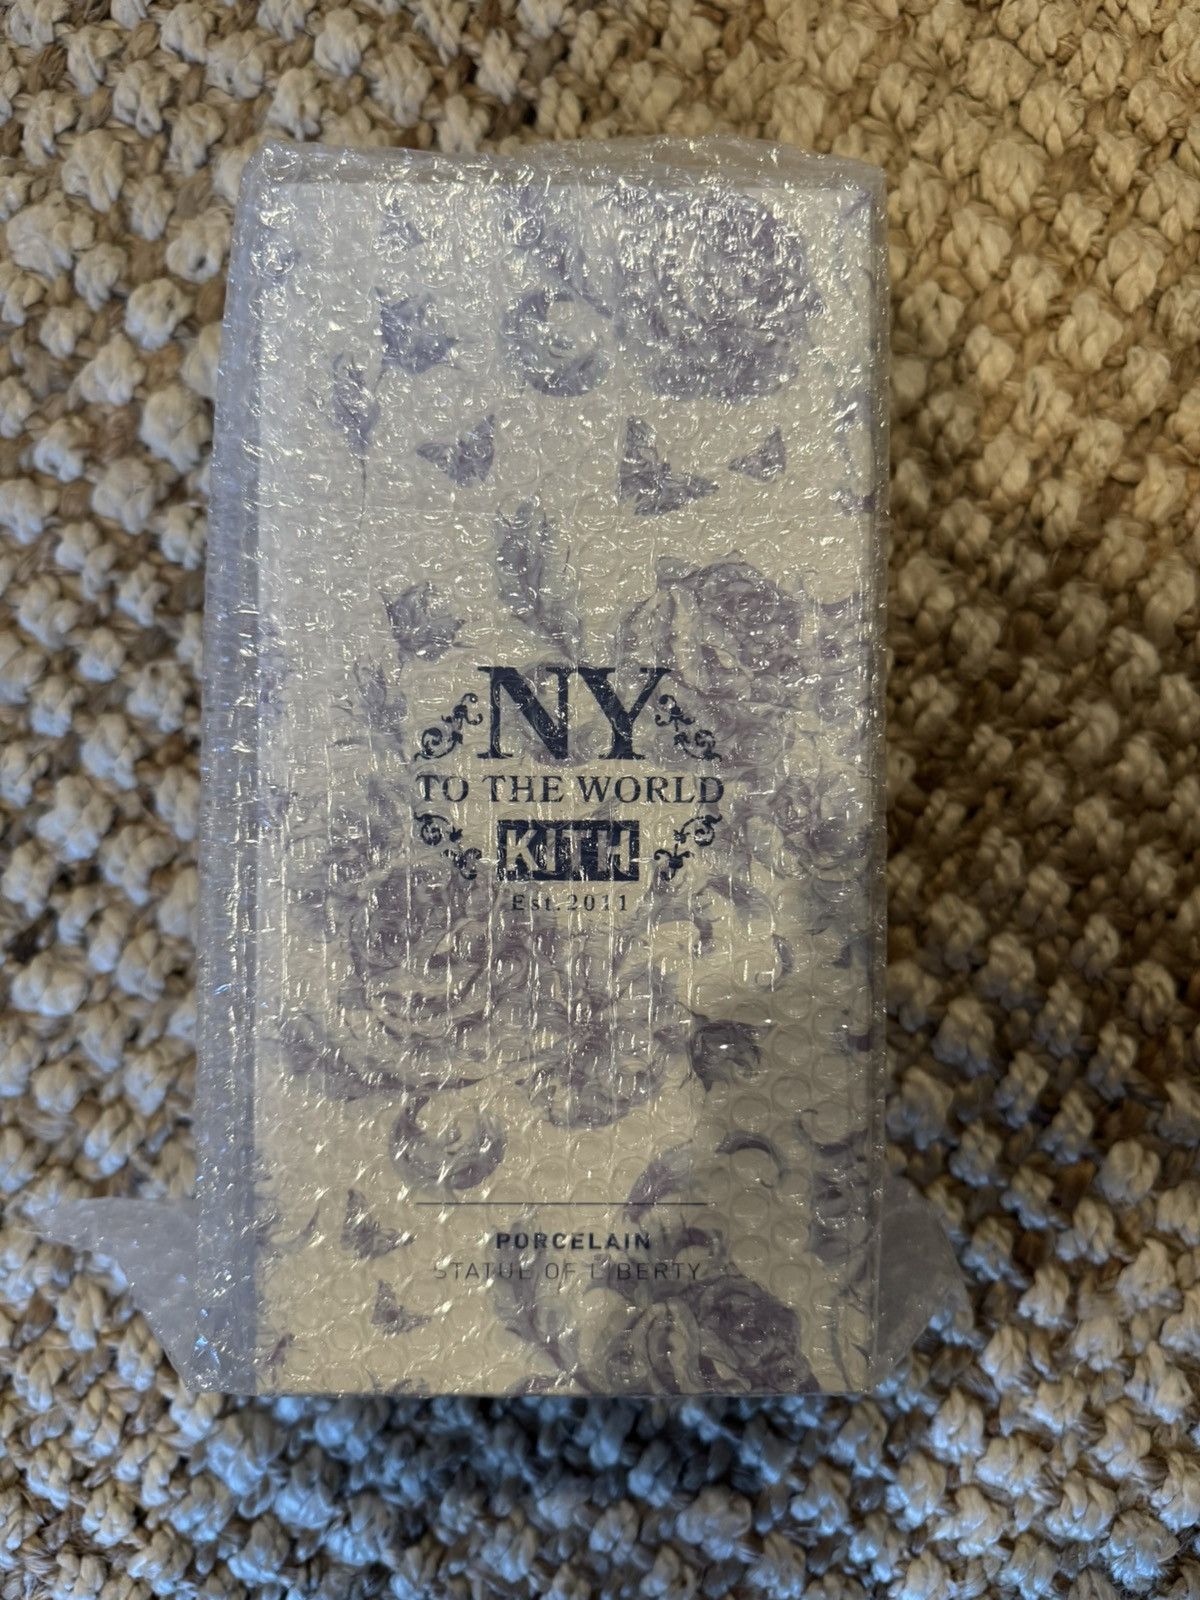 NY
TO THE WORLD
KITH
Est. 2011
PORCELAIN
STATUE OF LIBERTY